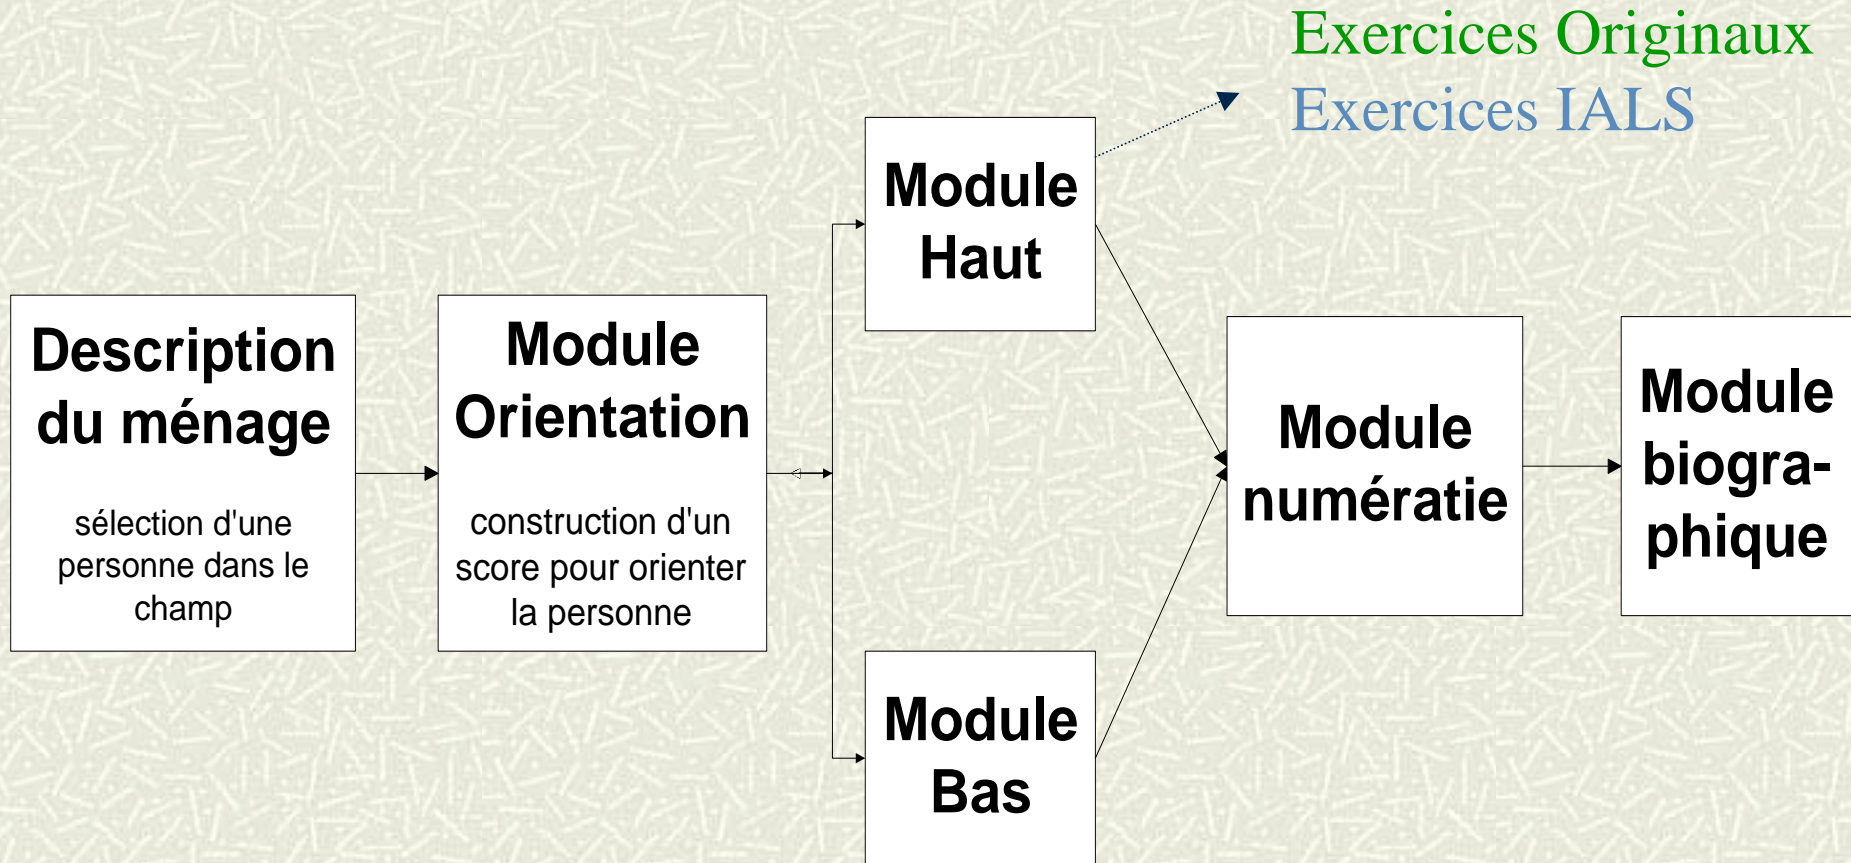 Exercices Originaux
Exercices IALS
Description
du ménage
sélection d'une
personne dans le
champ
Module
Orientation
construction d'un
score pour orienter
la personne
Module
Haut
Module
Bas
Module
numératie
Module
biogra-
phique